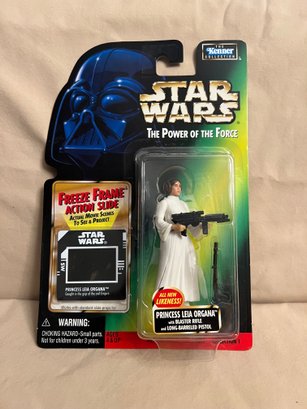 THE
Kenner
COLLECTION
STAR
WARS
THE POWER OF THE FORCE
FREEZE FRAME
ACTION SLIDE
ACTUAL MOVIE SCENES
TO SEE & PROJECT
STAR
WARS
PRINCESS LEIA ORGANA
ALL NEW
LIKENESS!
PRINCESS LEIA ORGANA
with BLASTER RIFLE
and LONG-BARRELED PISTOL
WARNING:
CHOKING HAZARD-Small parts.
Not for children under 3 years.